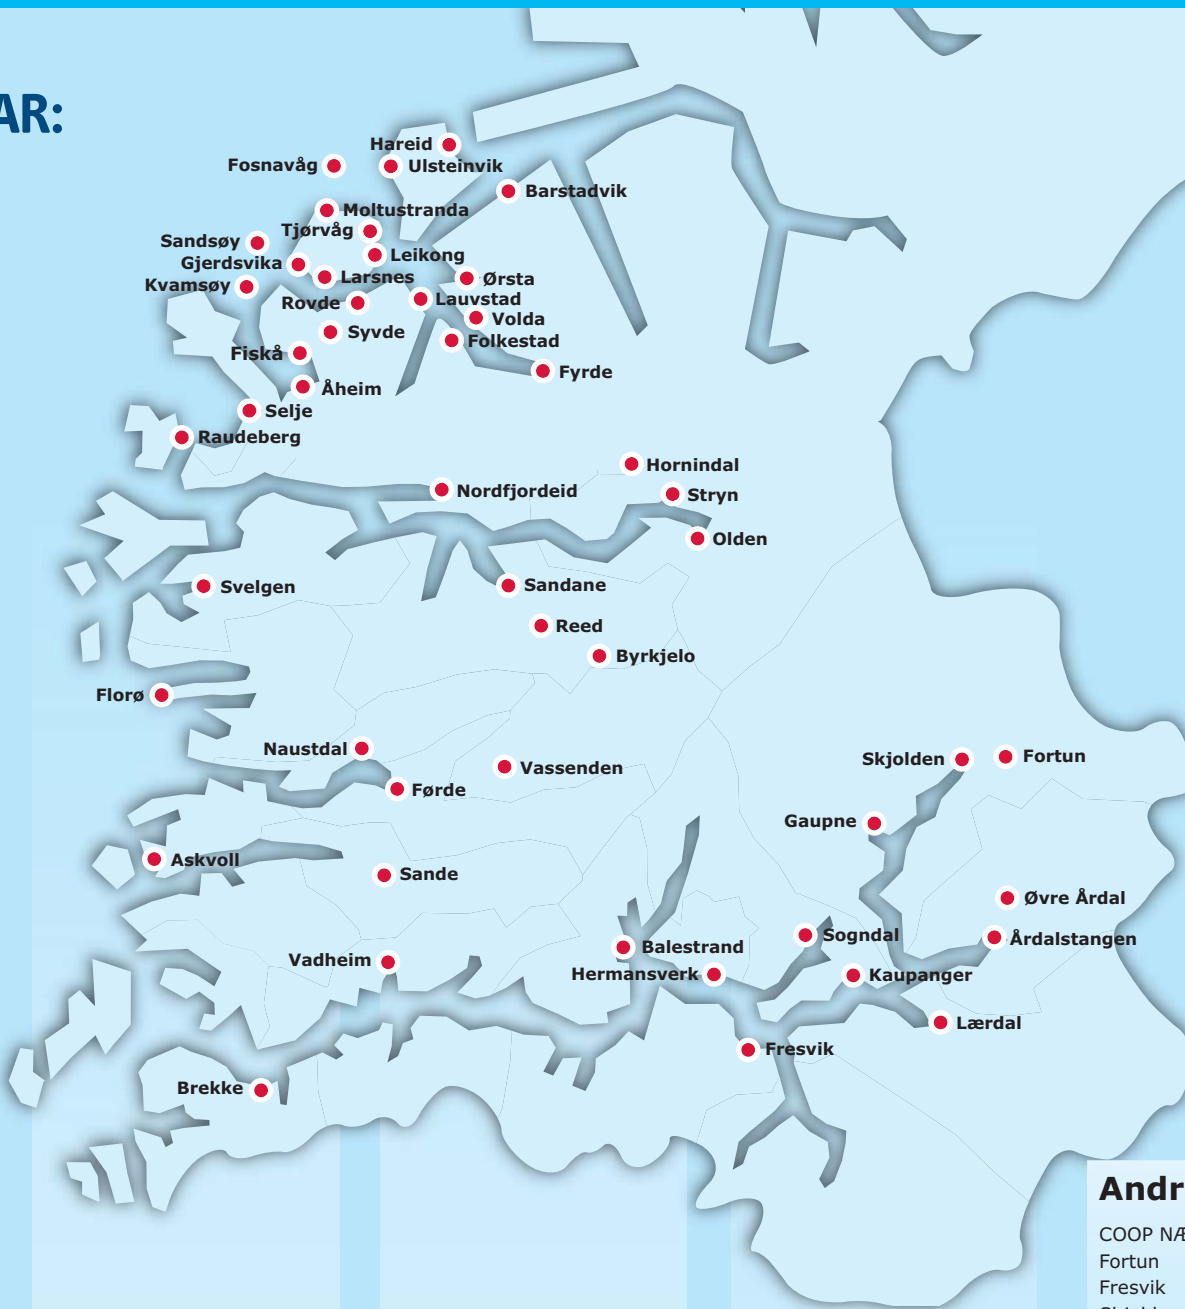 AR:
Hareid
Fosnavåg
Ulsteinvik
Barstadvik
Moltustranda
Tjørvåg
Sandsøy
Leikong
Gjerdsvika
Larsnes
Ørsta
Kvamsøy
Rovde
Lauvstad
Volda
Syvde
Folkestad
Fiskå
Fyrde
Åheim
Selje
Raudeberg
Hornindal
Nordfjordeid
Stryn
Olden
Svelgen
Sandane
Reed
Byrkjelo
Florø
Naustdal
Skjolden
Fortun
Vassenden
Førde
Gaupne
Askvoll
Sande
Øvre Årdal
Sogndal
Årdalstangen
Balestrand
Vadheim
Hermansverk
Kaupanger
Lærdal
Fresvik
Brekke
Andr
COOP NÆ
Fortun
Fresvik